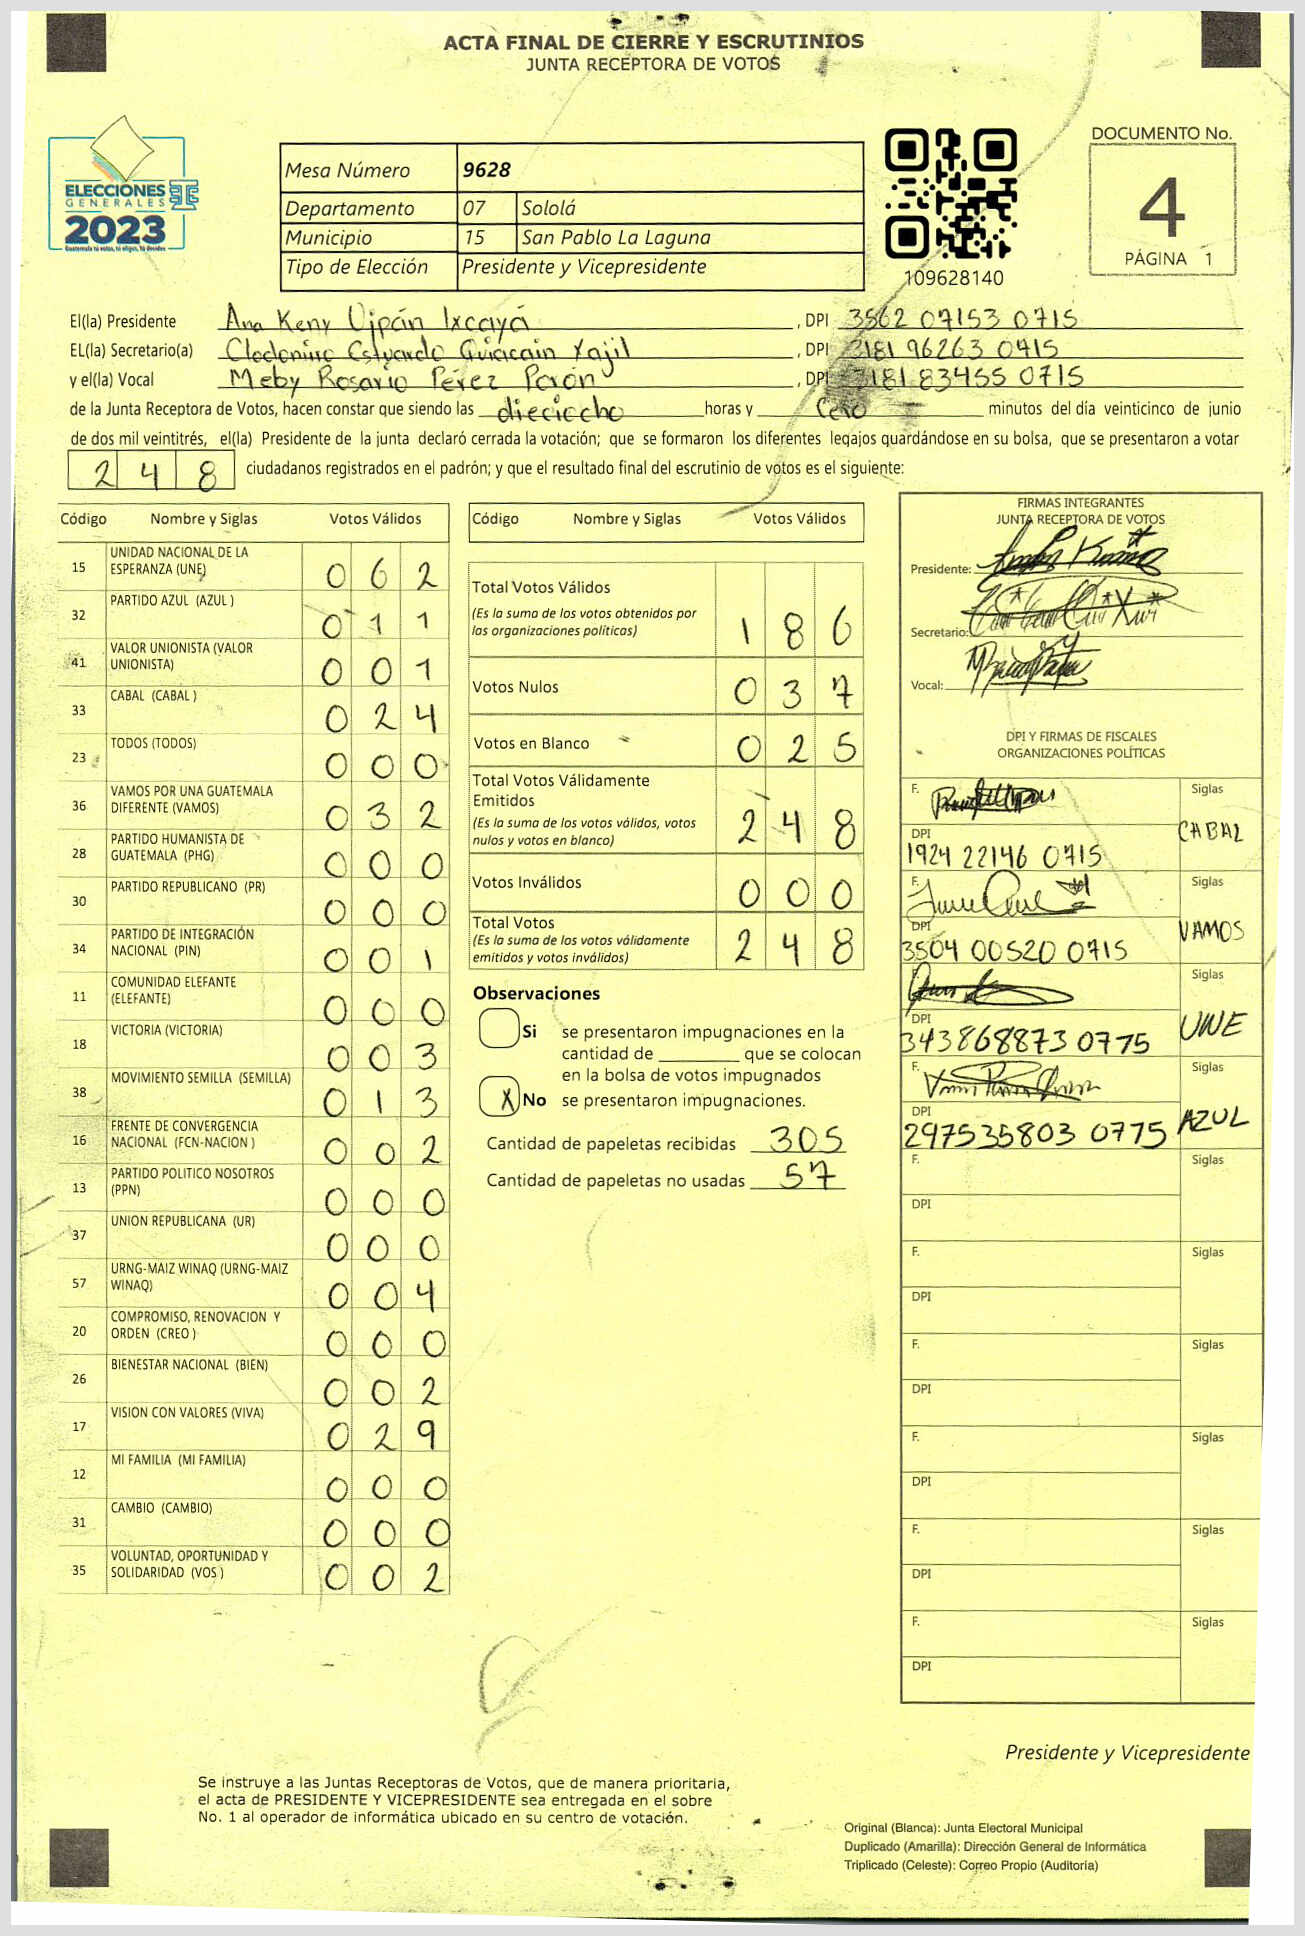 ACTA FINAL DE CIERRE Y ESCRUTINIOS
JUNTA RECEPTORA DE VOTOS
ELECCIONES
GENERALES
2023
Guatemala tú votas, tú eliges, tú decides
Mesa Número 9628
Departamento 07 Sololá
Municipio 15 San Pablo La Laguna
Tipo de Elección Presidente y Vicepresidente
109628140
DOCUMENTO No.
4
PÁGINA 1
El(la) Presidente Ana Keny Ujpán Ixcayá, DPI 3562 07153 0715
EL(la) Secretario(a) Estuardo Xajil, DPI 3181 96263 0715
y el(la) Vocal Meby Rosario Pérez, DPI 3181 83455 0715
de la Junta Receptora de Votos, hacen constar que siendo las dieciocho horas y Cero minutos del día veinticinco de junio
de dos mil veintitrés, el(la) Presidente de la junta declaró cerrada la votación; que se formaron los diferentes legajos guardándose en su bolsa, que se presentaron a votar
248 ciudadanos registrados en el padrón; y que el resultado final del escrutinio de votos es el siguiente:
Código Nombre y Siglas Votos Válidos
15 UNIDAD NACIONAL DE LA ESPERANZA (UNE) 0 6 2
32 PARTIDO AZUL (AZUL ) 0 1 1
41 VALOR UNIONISTA (VALOR UNIONISTA) 0 0 1
33 CABAL (CABAL ) 0 2 4
23 TODOS (TODOS) 0 0 0
36 VAMOS POR UNA GUATEMALA DIFERENTE (VAMOS) 0 3 2
28 PARTIDO HUMANISTA DE GUATEMALA (PHG) 0 0 0
30 PARTIDO REPUBLICANO (PR) 0 0 0
34 PARTIDO DE INTEGRACIÓN NACIONAL (PIN) 0 0 1
11 COMUNIDAD ELEFANTE (ELEFANTE) 0 0 0
18 VICTORIA (VICTORIA) 0 0 3
38 MOVIMIENTO SEMILLA (SEMILLA) 0 1 3
16 FRENTE DE CONVERGENCIA NACIONAL (FCN-NACION ) 0 0 2
13 PARTIDO POLITICO NOSOTROS (PPN) 0 0 0
37 UNION REPUBLICANA (UR) 0 0 0
57 URNG-MAIZ WINAQ (URNG-MAIZ WINAQ) 0 0 4
20 COMPROMISO, RENOVACION Y ORDEN (CREO ) 0 0 0
26 BIENESTAR NACIONAL (BIEN) 0 0 2
17 VISION CON VALORES (VIVA) 0 2 9
12 MI FAMILIA (MI FAMILIA) 0 0 0
31 CAMBIO (CAMBIO) 0 0 0
35 VOLUNTAD, OPORTUNIDAD Y SOLIDARIDAD (VOS ) 0 0 2
Código Nombre y Siglas Votos Válidos
Total Votos Válidos 1 8 6
(Es la suma de los votos obtenidos por
las organizaciones políticas)
Votos Nulos 0 3 7
Votos en Blanco 0 2 5
Total Votos Válidamente
Emitidos 2 4 8
(Es la suma de los votos válidos, votos
nulos y votos en blanco)
Votos Inválidos 0 0 0
Total Votos 2 4 8
(Es la suma de los votos válidamente
emitidos y votos inválidos)
Observaciones
Si se presentaron impugnaciones en la
cantidad de ________ que se colocan
en la bolsa de votos impugnados
X No se presentaron impugnaciones.
Cantidad de papeletas recibidas 305
Cantidad de papeletas no usadas 57
FIRMAS INTEGRANTES
JUNTA RECEPTORA DE VOTOS
Presidente:
Secretario:
Vocal:
DPI Y FIRMAS DE FISCALES
ORGANIZACIONES POLÍTICAS
F. Siglas
DPI CABAL
1924 22146 0715
F. Siglas
DPI VAMOS
3504 00520 0715
F. Siglas
DPI UNE
343868873 0775
F. Siglas
DPI AZUL
297535803 0775
F. Siglas
DPI
F. Siglas
DPI
F. Siglas
DPI
F. Siglas
DPI
F. Siglas
DPI
F. Siglas
DPI
Presidente y Vicepresidente
Se instruye a las Juntas Receptoras de Votos, que de manera prioritaria,
el acta de PRESIDENTE Y VICEPRESIDENTE sea entregada en el sobre
No. 1 al operador de informática ubicado en su centro de votación.
Original (Blanca): Junta Electoral Municipal
Duplicado (Amarilla): Dirección General de Informática
Triplicado (Celeste): Correo Propio (Auditoría)